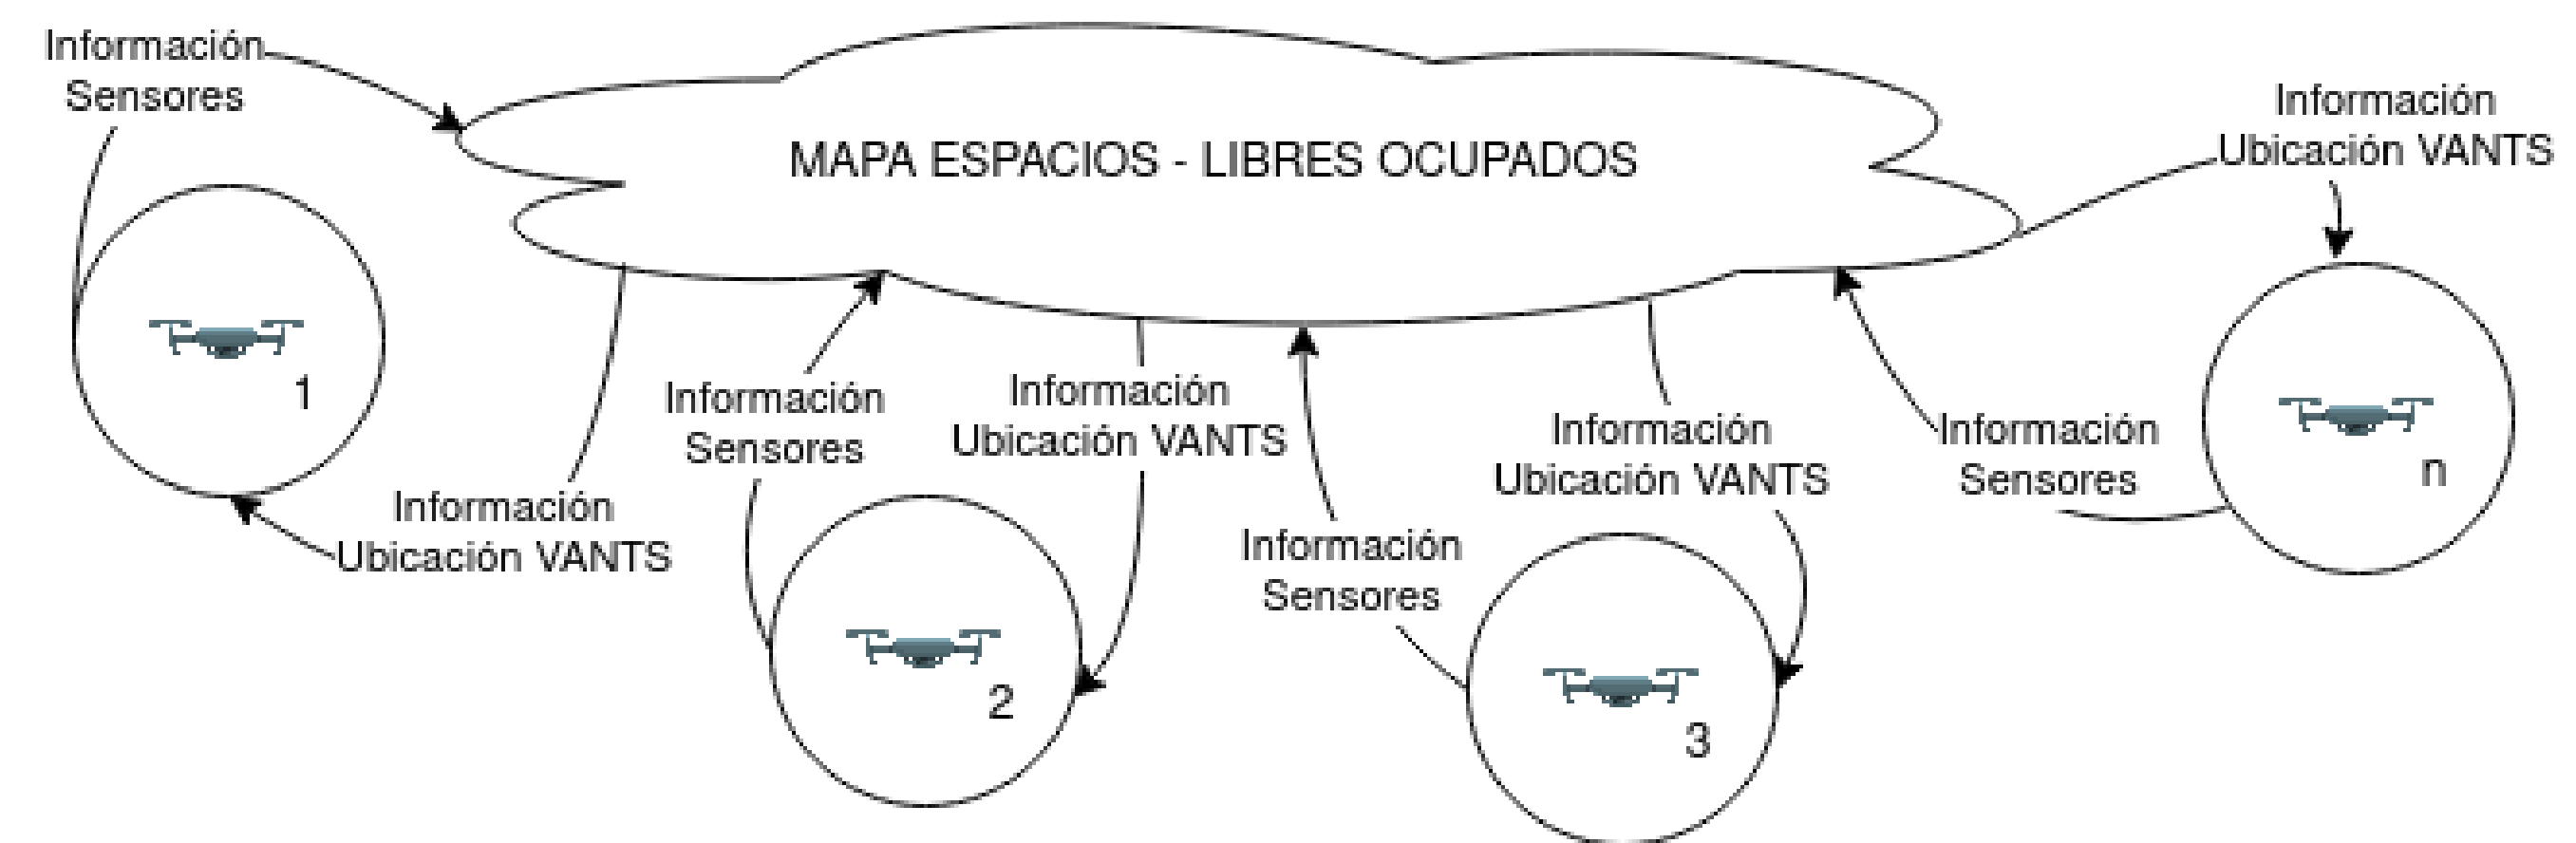 Información
Sensores
MAPA ESPACIOS - LIBRES OCUPADOS
Información
Ubicación VANTS
1
Información
Ubicación VANTS
Información
Sensores
Información
Ubicación VANTS
2
Información
Sensores
Información
Ubicación VANTS
3
Información
Sensores
n